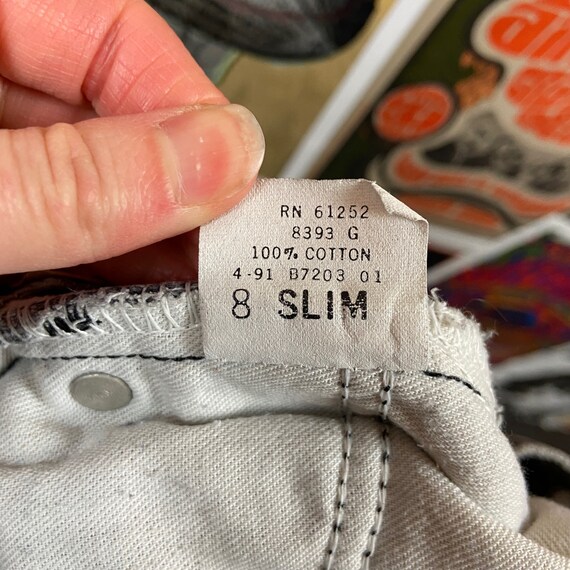 RN 61252
8393 G
100% COTTON
4-91 B7203 01
8 SLIM